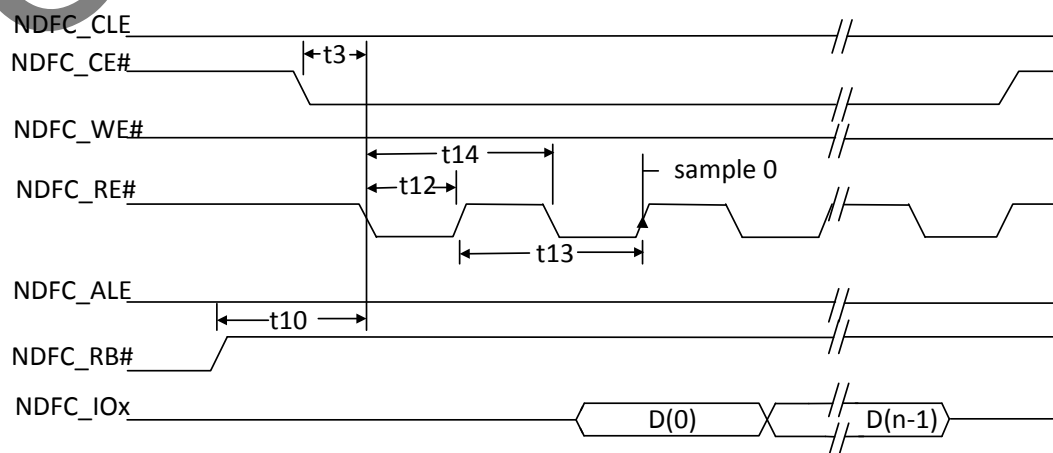 NDFC_CLE
t3
NDFC_CE#
NDFC_WE#
t14
sample 0
t12
NDFC_RE#
t13
NDFC_ALE
t10
NDFC_RB#
NDFC_IOx
D(0)
D(n-1)